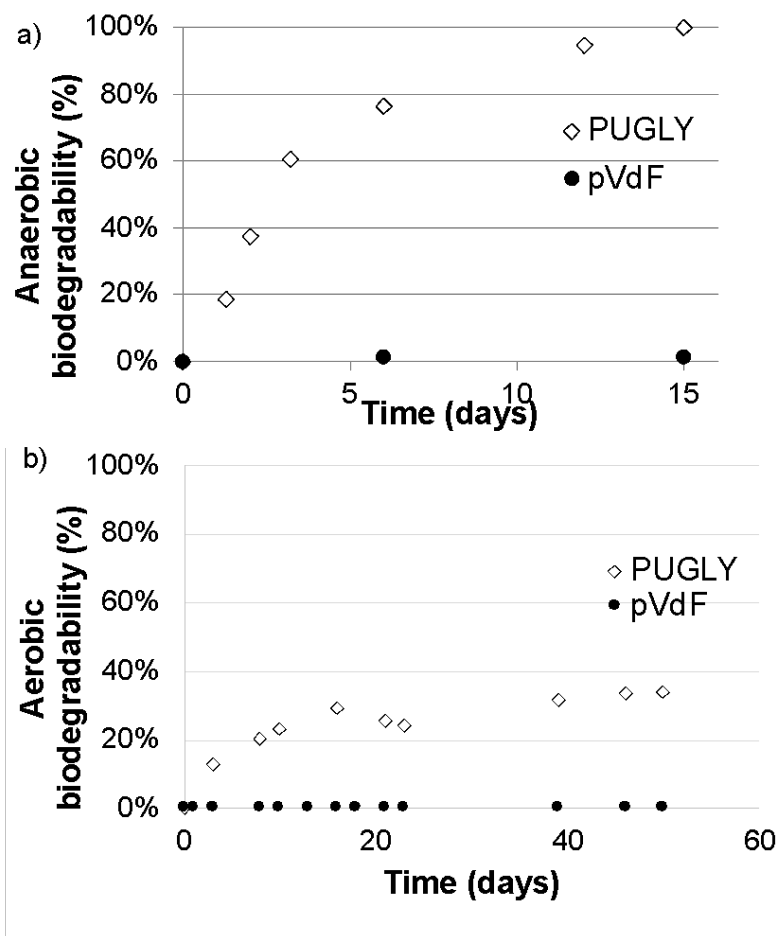 a)
Anaerobic
biodegradability (%)
100%
80%
60%
40%
20%
0%
PUGLY
pVdF
0 5 10 15
Time (days)
b)
Aerobic
biodegradability (%)
100%
80%
60%
40%
20%
0%
PUGLY
pVdF
0 20 40 60
Time (days)